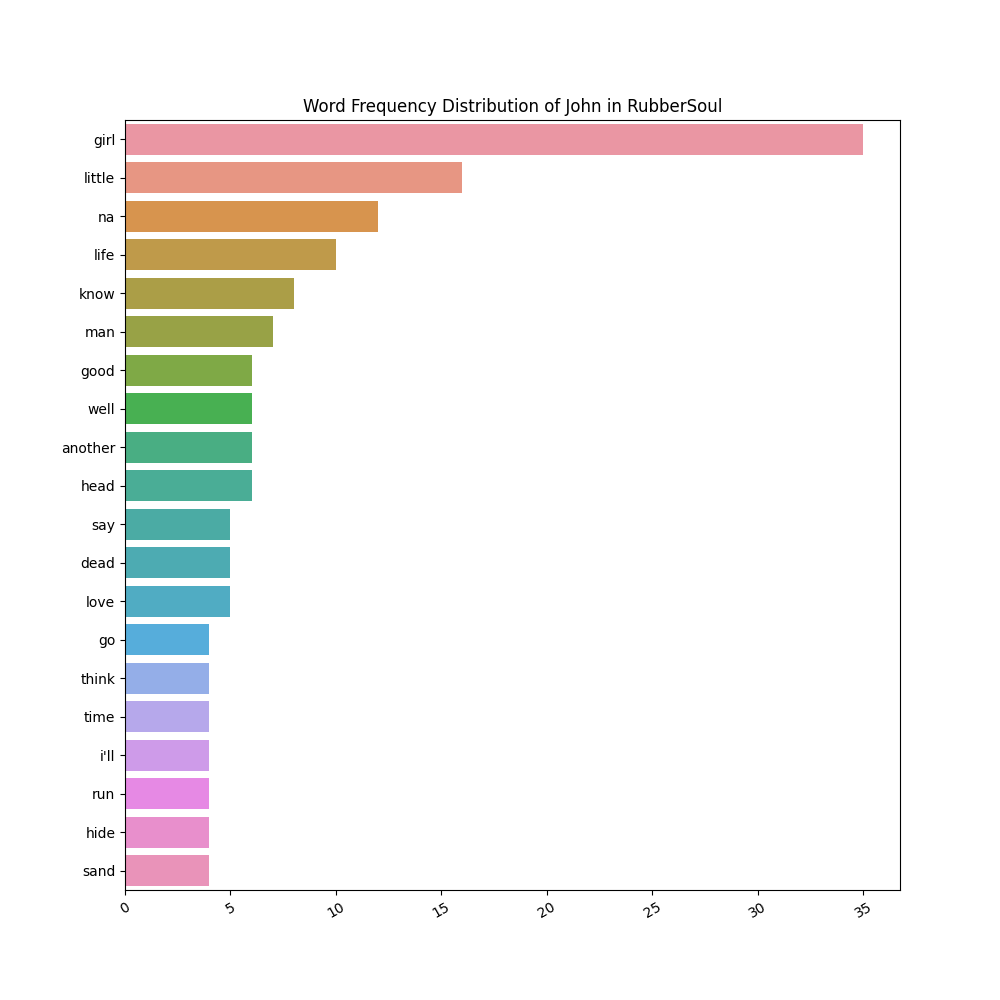 Word Frequency Distribution of John in RubberSoul
girl
little
na
life
know
man
good
well
another
head
say
dead
love
go
think
time
i'll
run
hide
sand
0 5 10 15 20 25 30 35